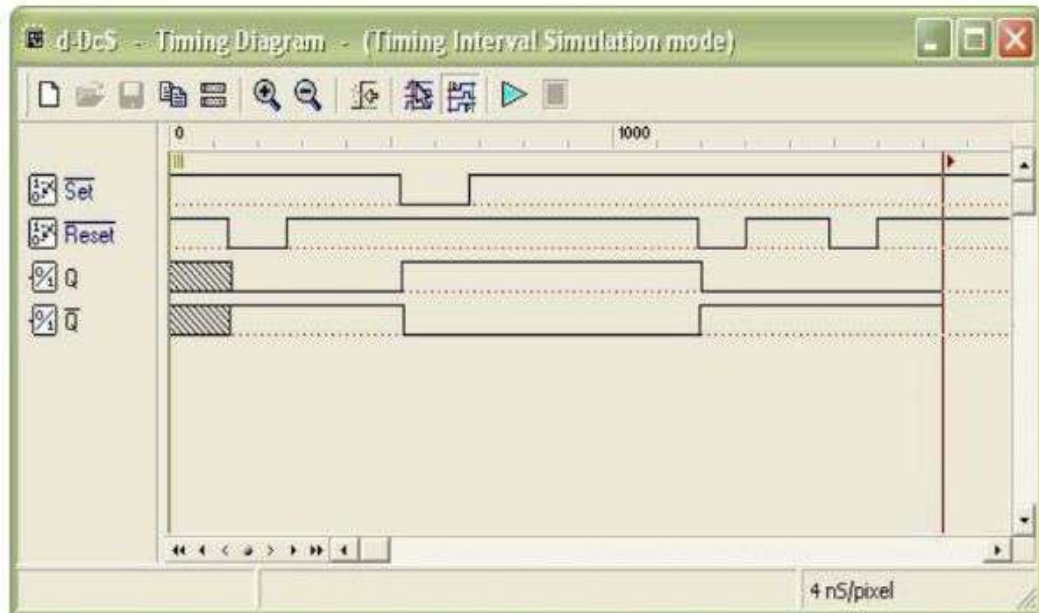 d-DcS - Timing Diagram - (Timing Interval Simulation mode)
0 1000
Set
Reset
Q
Q
4 nS/pixel